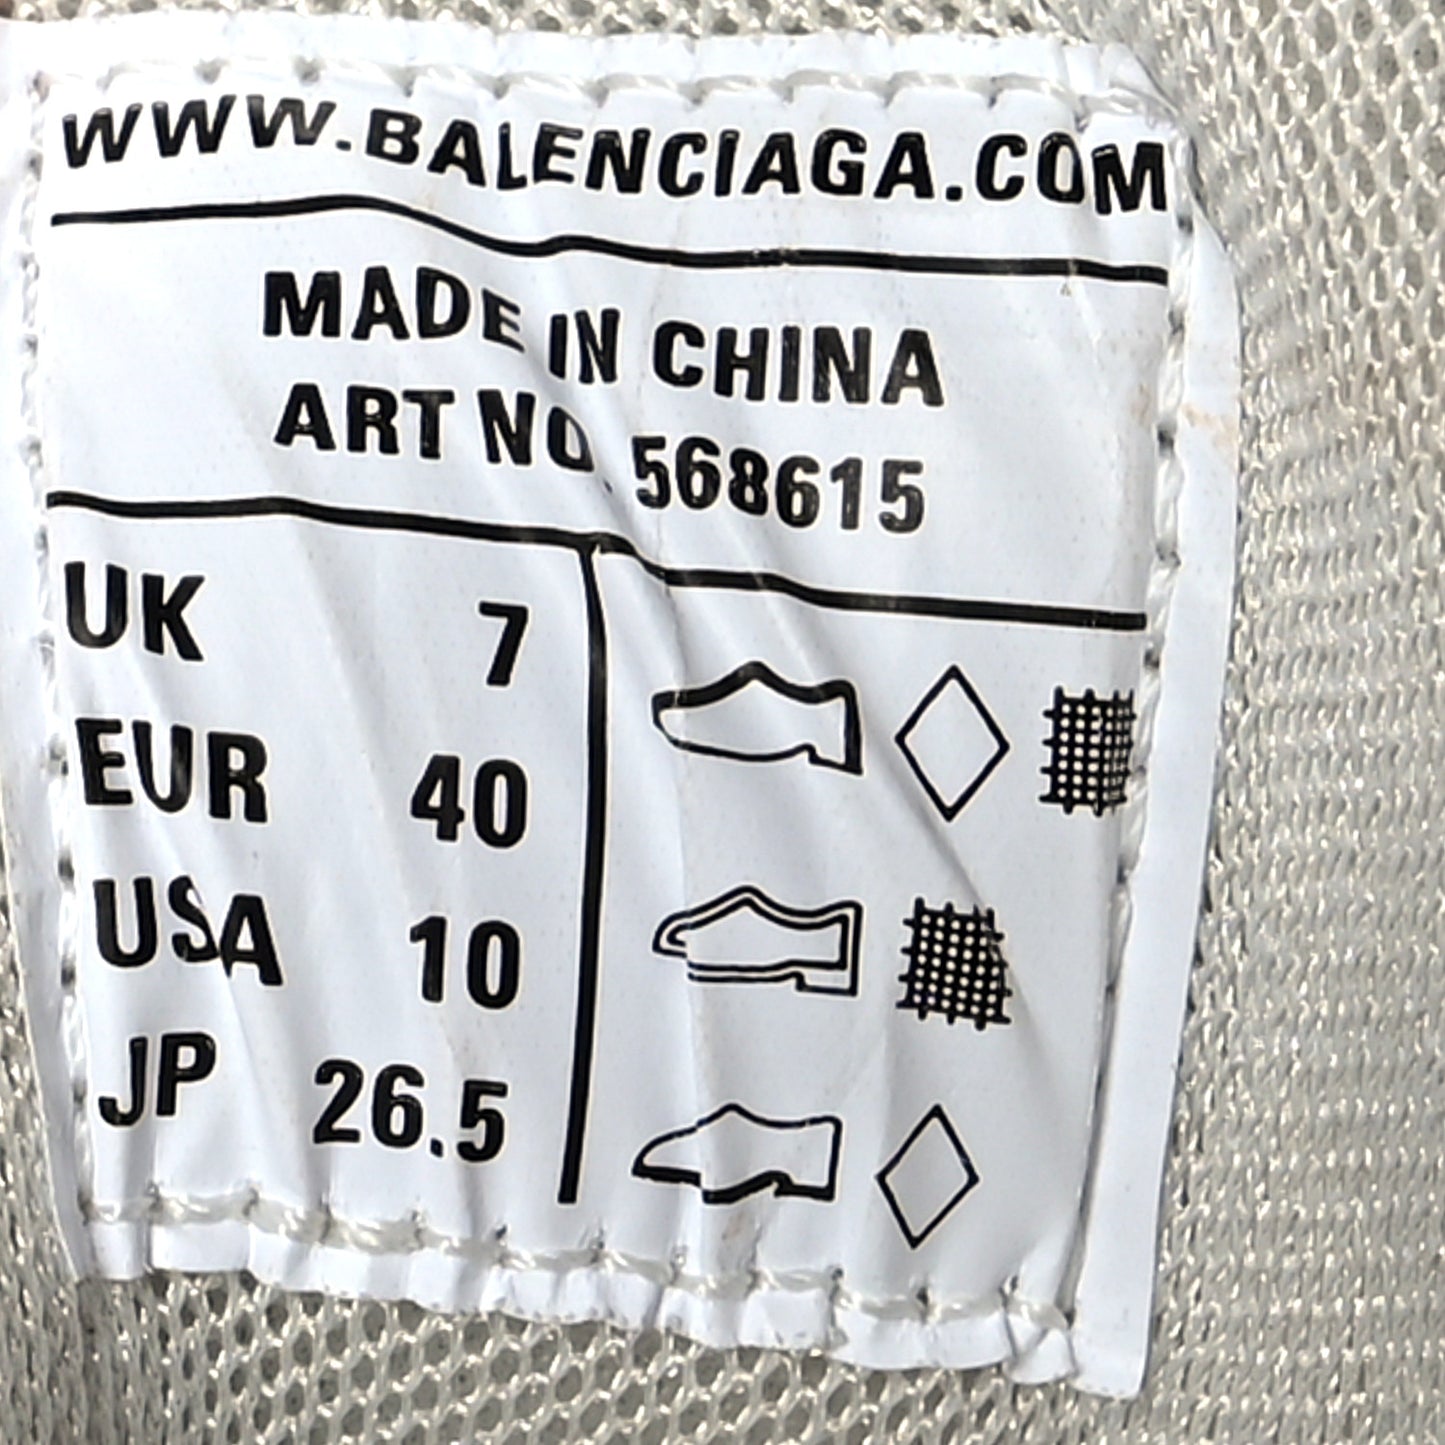 WWW.BALENCIAGA.COM
MADE IN CHINA
ART NO. 568615
UK 7
EUR 40
USA 10
JP 26.5